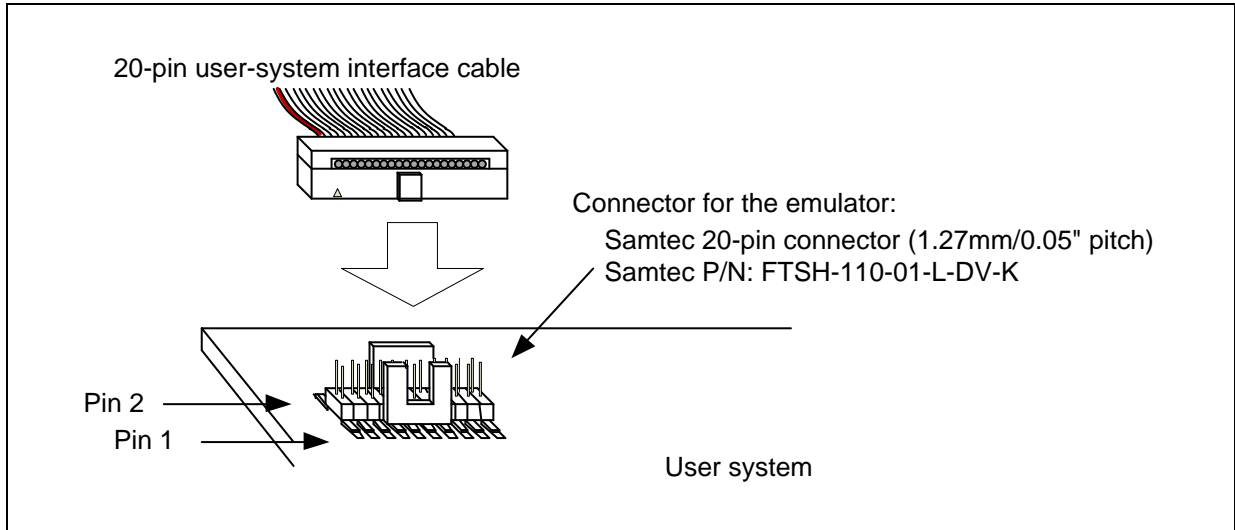 20-pin user-system interface cable
Connector for the emulator:
Samtec 20-pin connector (1.27mm/0.05" pitch)
Samtec P/N: FTSH-110-01-L-DV-K
Pin 2
Pin 1
User system